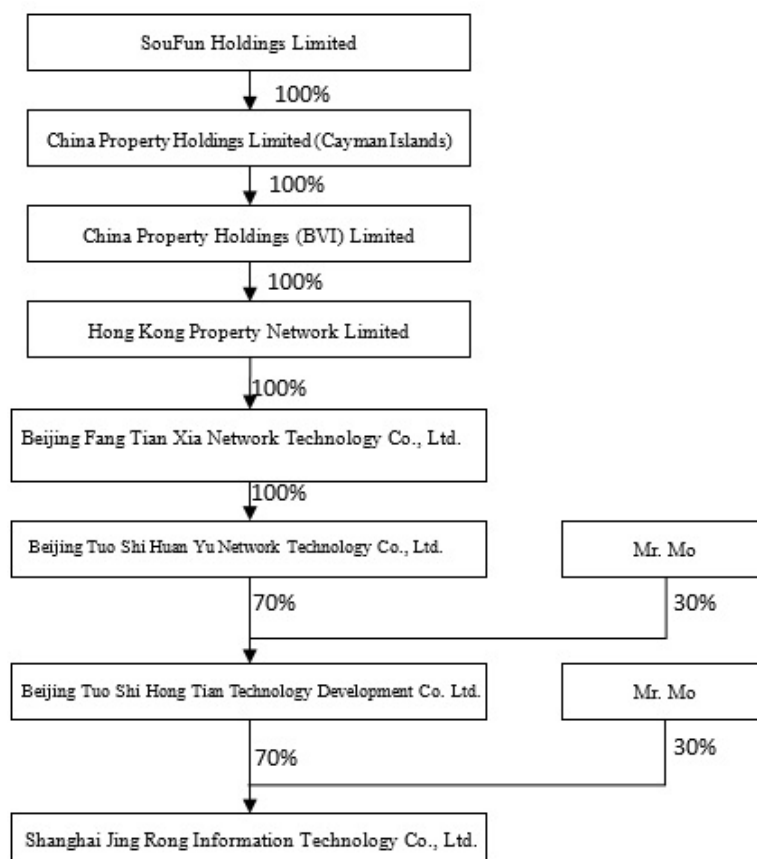 SouFun Holdings Limited
100%
China Property Holdings Limited (Cayman Islands)
100%
China Property Holdings (BVI) Limited
100%
Hong Kong Property Network Limited
100%
Beijing Fang Tian Xia Network Technology Co., Ltd.
100%
Beijing Tuo Shi Huan Yu Network Technology Co., Ltd.
Mr. Mo
70%
30%
Beijing Tuo Shi Hong Tian Technology Development Co. Ltd.
Mr. Mo
70%
30%
Shanghai Jing Rong Information Technology Co., Ltd.